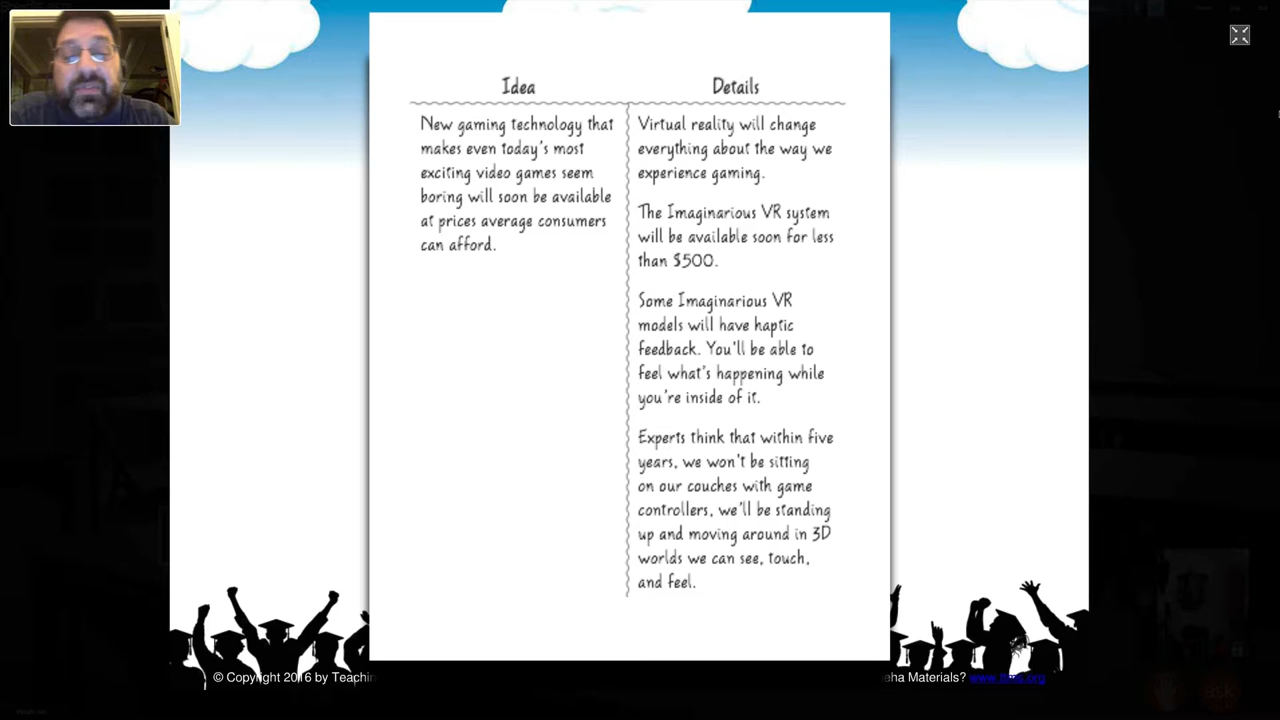 Idea
Details
New gaming technology that
makes even today's most
exciting video games seem
boring will soon be available
at prices average consumers
can afford.
Virtual reality will change
everything about the way we
experience gaming.
The Imaginarious VR system
will be available soon for less
than $500.
Some Imaginarious VR
models will have haptic
feedback. You'll be able to
feel what's happening while
you're inside of it.
Experts think that within five
years, we won't be sitting
on our couches with game
controllers, we'll be standing
up and moving around in 3D
worlds we can see, touch,
and feel.
© Copyright 2016 by Materials?